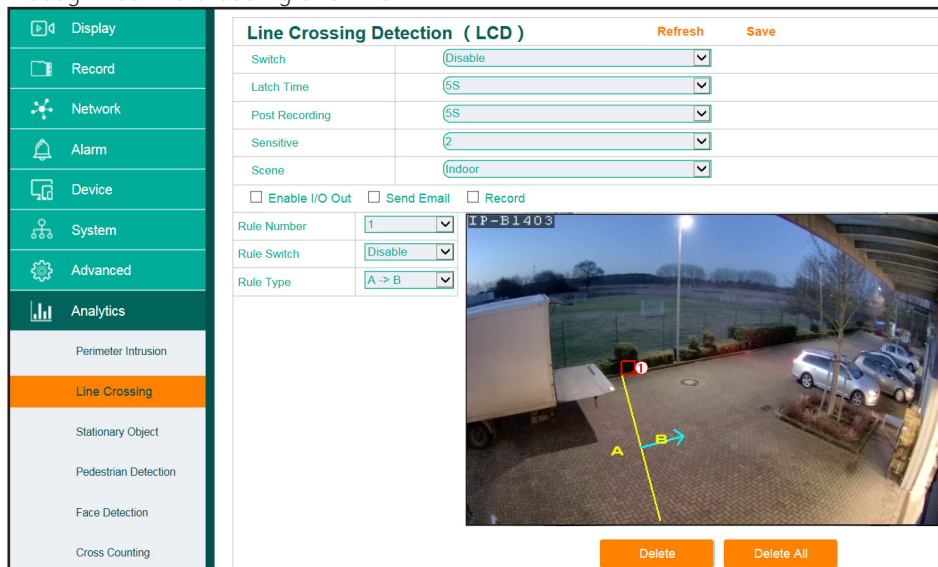 Display
Record
Network
Alarm
Device
System
Advanced
Analytics
Perimeter Intrusion
Line Crossing
Stationary Object
Pedestrian Detection
Face Detection
Cross Counting
Line Crossing Detection ( LCD ) Refresh Save
Switch Disable
Latch Time 5S
Post Recording 5S
Sensitive 2
Scene Indoor
Enable I/O Out Send Email Record
Rule Number 1
Rule Switch Disable
Rule Type A -> B
IP-B1403
1
A B
Delete Delete All